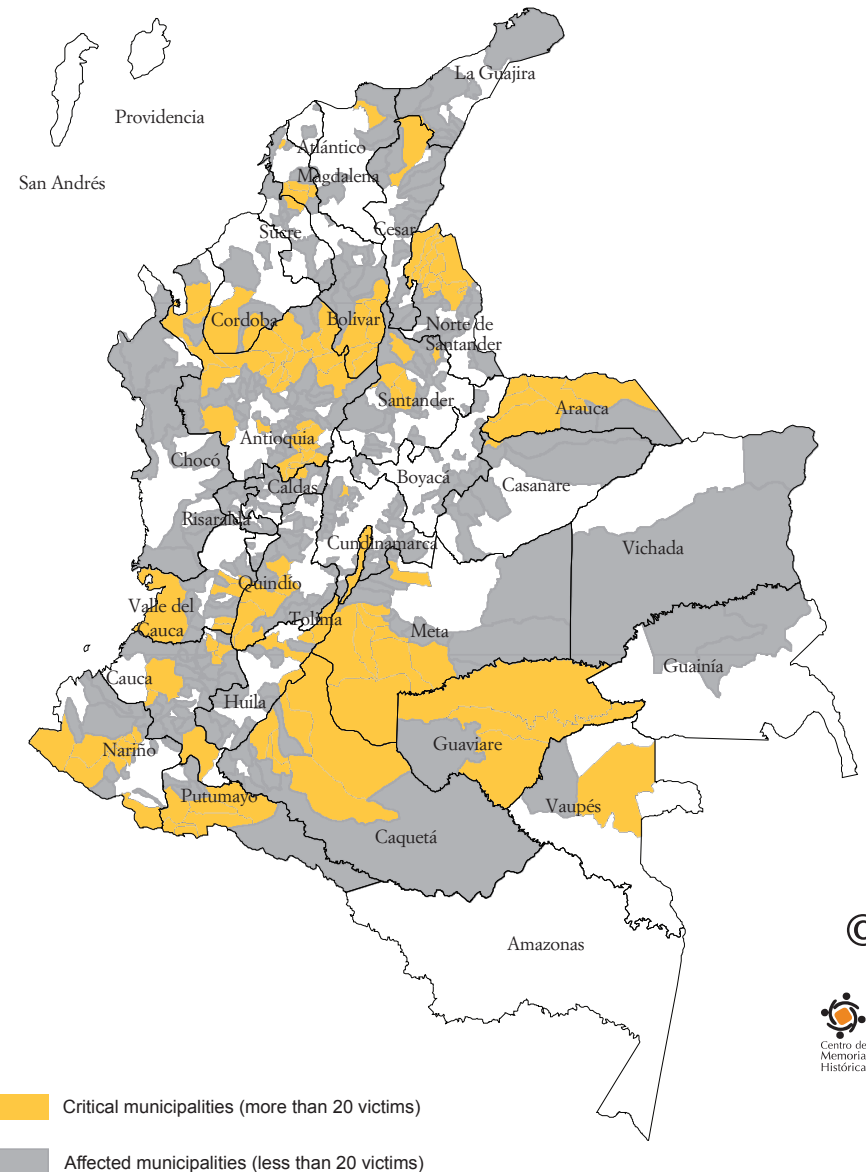 La Guajira
Providencia
Atlántico
Magdalena
San Andrés
Sucre
Cesar
Cordoba
Bolivar
Norte de
Santander
Santander
Arauca
Antioquia
Chocó
Boyacá
Casanare
Caldas
Risaralda
Cundinamarca
Vichada
Quindío
Valle del
Cauca
Tolima
Meta
Guainía
Cauca
Huila
Nariño
Guaviare
Putumayo
Vaupés
Caquetá
Amazonas
©
Centro de
Memoria
Histórica
Critical municipalities (more than 20 victims)
Affected municipalities (less than 20 victims)